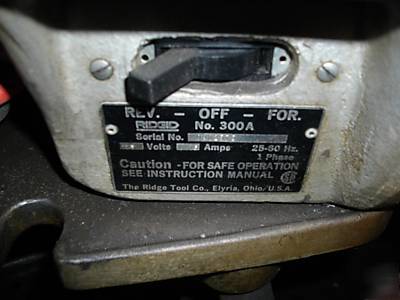 REV. - OFF - FOR.
RIDGID No. 300A
Serial No.
Volts Amps 25-60 Hz.
1 Phase
Caution - FOR SAFE OPERATION
SEE INSTRUCTION MANUAL
The Ridge Tool Co., Elyria, Ohio/U.S.A.